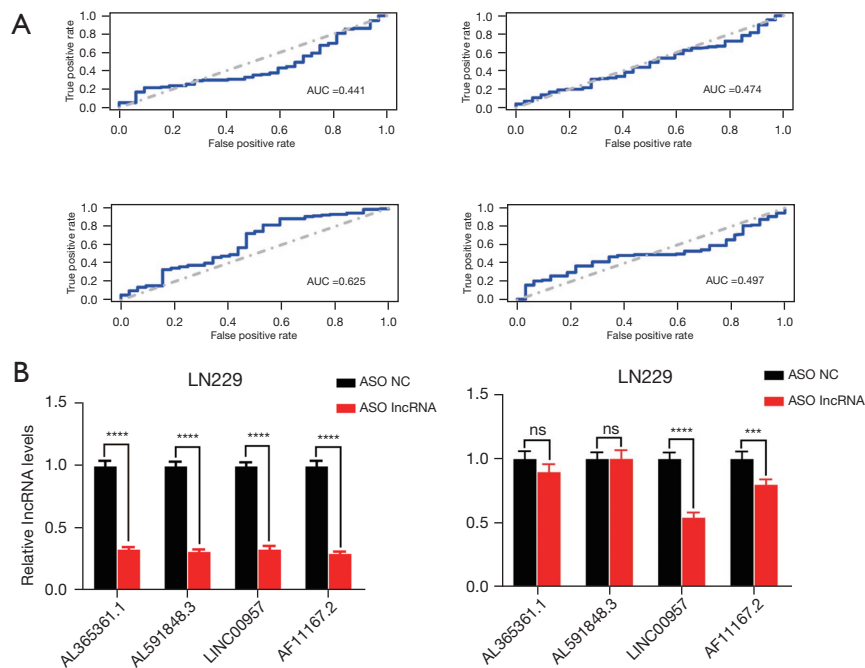 A
True positive rate
1.0
0.8
0.6
0.4
0.2
0.0
AUC =0.441
0.0 0.2 0.4 0.6 0.8 1.0
False positive rate
True positive rate
1.0
0.8
0.6
0.4
0.2
0.0
AUC =0.474
0.0 0.2 0.4 0.6 0.8 1.0
False positive rate
True positive rate
1.0
0.8
0.6
0.4
0.2
0.0
AUC =0.625
0.0 0.2 0.4 0.6 0.8 1.0
False positive rate
True positive rate
1.0
0.8
0.6
0.4
0.2
0.0
AUC =0.497
0.0 0.2 0.4 0.6 0.8 1.0
False positive rate
B
LN229
ASO NC
ASO lncRNA
Relative lncRNA levels
1.5
1.0
0.5
0.0
**** **** **** ****
AL365361.1
AL591848.3
LINC00957
AF11167.2
LN229
ASO NC
ASO lncRNA
1.5
1.0
0.5
0.0
ns ns **** ***
AL365361.1
AL591848.3
LINC00957
AF11167.2